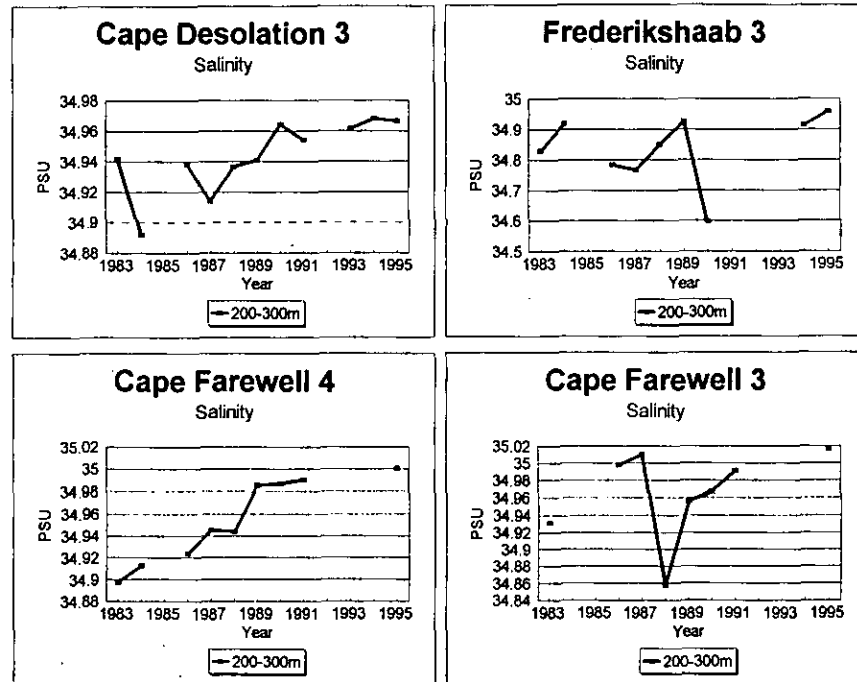 Cape Desolation 3
Salinity
34.98
34.96
34.94
34.92
34.9
34.88
PSU
1983 1985 1987 1989 1991 1993 1995
Year
200-300m
Frederikshaab 3
Salinity
35
34.9
34.8
34.7
34.6
34.5
PSU
1983 1985 1987 1989 1991 1993 1995
Year
200-300m
Cape Farewell 4
Salinity
35.02
35
34.98
34.96
34.94
34.92
34.9
34.88
PSU
1983 1985 1987 1989 1991 1993 1995
Year
200-300m
Cape Farewell 3
Salinity
35.02
35
34.98
34.96
34.94
34.92
34.9
34.88
34.86
34.84
PSU
1983 1985 1987 1989 1991 1993 1995
Year
200-300m